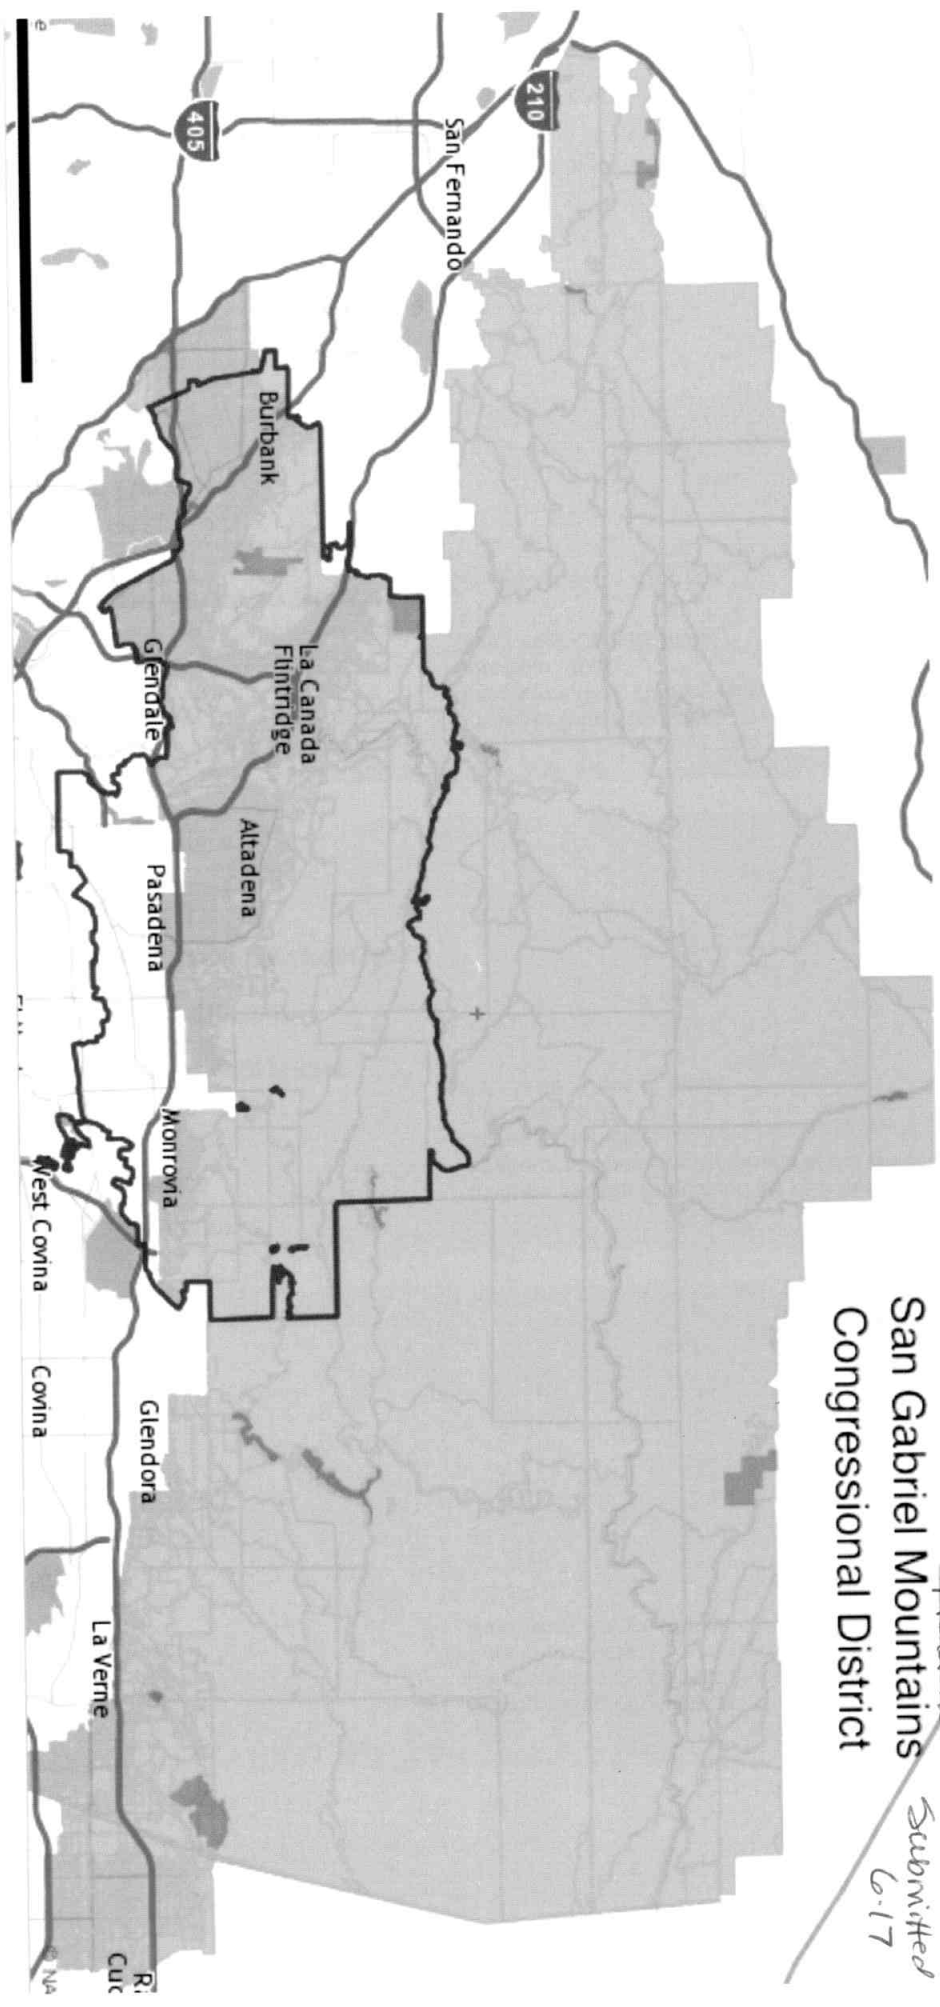 San Gabriel Mountains
Congressional District
Submitted
6-17
210
405
San Fernando
Burbank
La Canada
Flintridge
Glendale
Altadena
Pasadena
Monrovia
West Covina
Covina
Glendora
La Verne
© NA